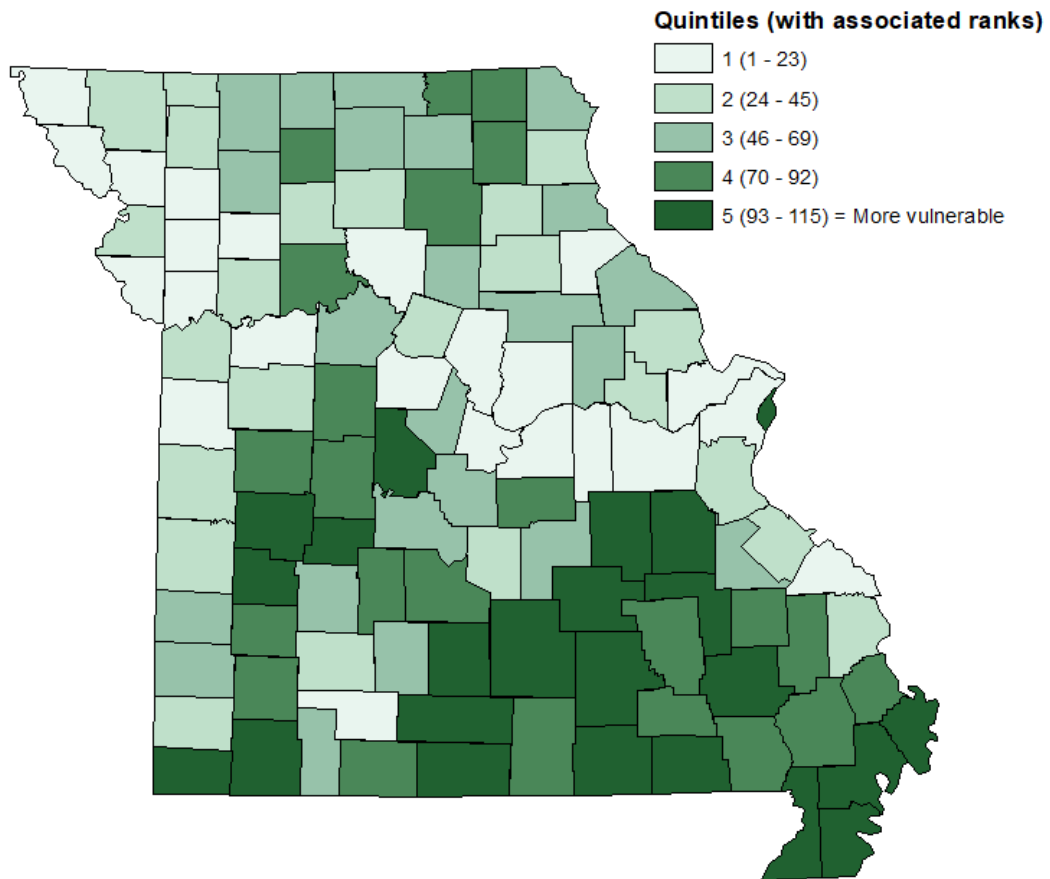 Quintiles (with associated ranks)
1 (1 - 23)
2 (24 - 45)
3 (46 - 69)
4 (70 - 92)
5 (93 - 115) = More vulnerable